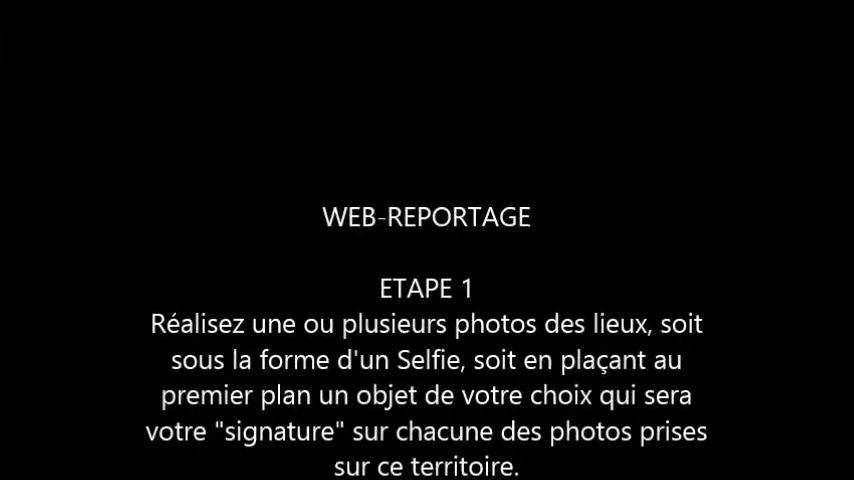 WEB-REPORTAGE
ETAPE 1
Réalisez une ou plusieurs photos des lieux, soit
sous la forme d'un Selfie, soit en plaçant au
premier plan un objet de votre choix qui sera
votre "signature" sur chacune des photos prises
sur ce territoire.